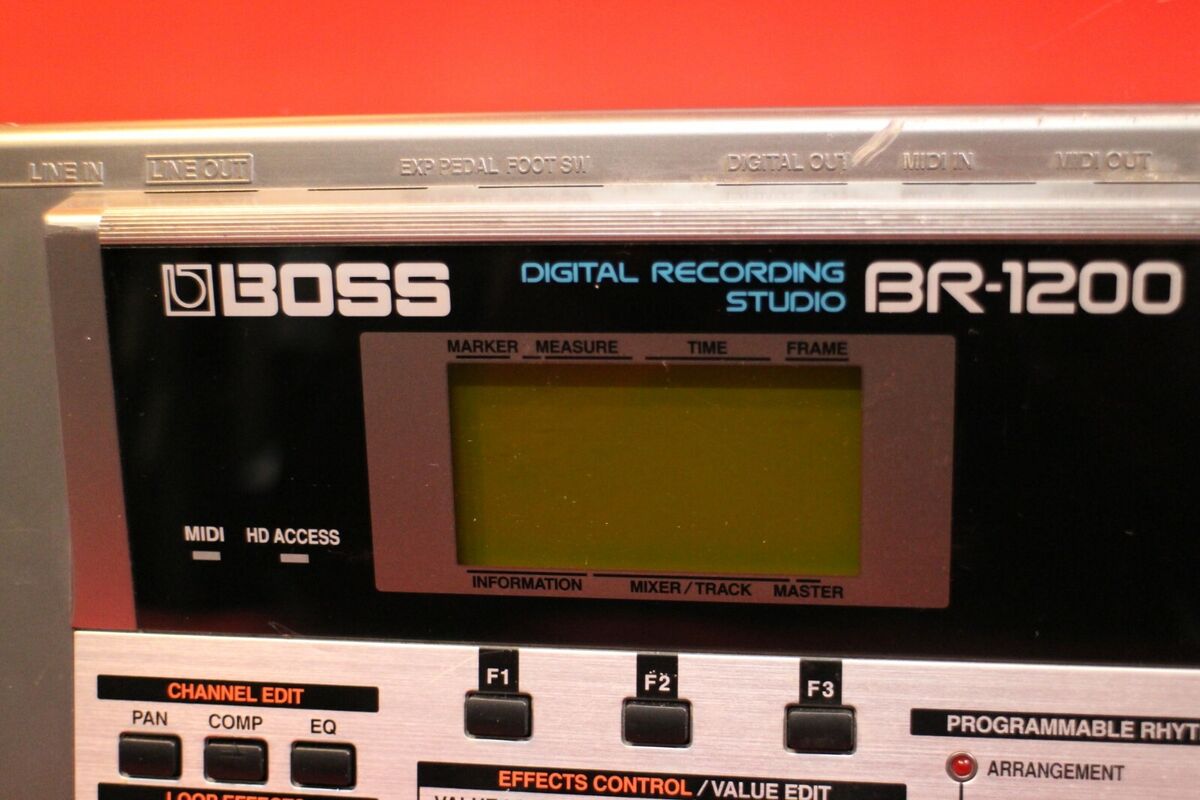 LINE IN LINE OUT EXP PEDAL FOOT SW DIGITAL OUT MIDI IN MIDI OUT
BOSS DIGITAL RECORDING STUDIO BR-1200
MARKER MEASURE TIME FRAME
MIDI HD ACCESS
INFORMATION MIXER/TRACK MASTER
F1 F2 F3
CHANNEL EDIT
PAN COMP EQ
PROGRAMMABLE RHYT
ARRANGEMENT
EFFECTS CONTROL / VALUE EDIT